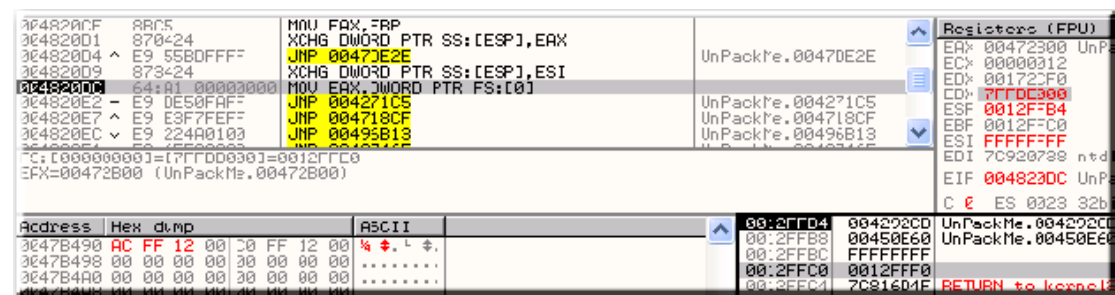 004820CF 8BC5 MOV EAX,EBP
004820D1 870424 XCHG DWORD PTR SS:[ESP],EAX
004820D4 ^ E9 55BDFFFF JMP 0047DE2E UnPackMe.0047DE2E
004820D9 873424 XCHG DWORD PTR SS:[ESP],ESI
004820DC 64:A1 00000000 MOV EAX,DWORD PTR FS:[0]
004820E2 - E9 DE50FAFF JMP 004271C5 UnPackMe.004271C5
004820E7 ^ E9 E3F7FEFF JMP 004718CF UnPackMe.004718CF
004820EC v E9 224A0100 JMP 00496B13 UnPackMe.00496B13
FS:[00000000]=[7FFDD000]=0012FFE0
EAX=00472B00 (UnPackMe.00472B00)
Registers (FPU)
EAX 00472B00 UnPa
ECX 00000012
EDX
EBX
ESP 0012FFB4
EBP 0012FFC0
ESI FFFFFFFF
EDI 7C920738 ntd
EIP 004820DC UnPa
C 0 ES 0023 32bi
Address Hex dump ASCII
0047B490 AC FF 12 00 C0 FF 12 00
0047B498 00 00 00 00 00 00 00 00 ........
0047B4A0 00 00 00 00 00 00 00 00 ........
0012FFB4 004292CD UnPackMe.004292CD
0012FFB8 00450E60 UnPackMe.00450E60
0012FFBC FFFFFFFF
0012FFC0 0012FFF0
0012FFC4 7C816D4F RETURN to kernel3